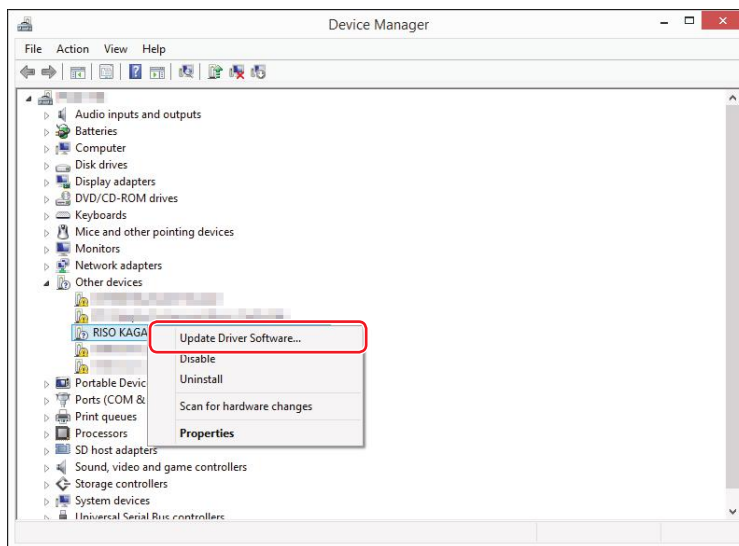 Device Manager
File Action View Help
Audio inputs and outputs
Batteries
Computer
Disk drives
Display adapters
DVD/CD-ROM drives
Keyboards
Mice and other pointing devices
Monitors
Network adapters
Other devices
RISO KAGA
Update Driver Software...
Disable
Uninstall
Scan for hardware changes
Properties
Portable Devic
Ports (COM &
Print queues
Processors
SD host adapters
Sound, video and game controllers
Storage controllers
System devices
Universal Serial Bus controllers